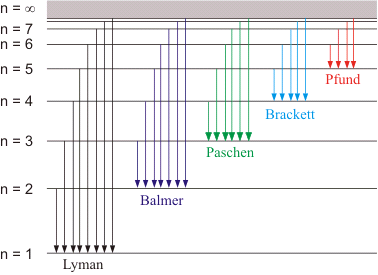 n = ∞
n = 7
n = 6
n = 5
Pfund
n = 4
Brackett
n = 3
Paschen
n = 2
Balmer
n = 1
Lyman